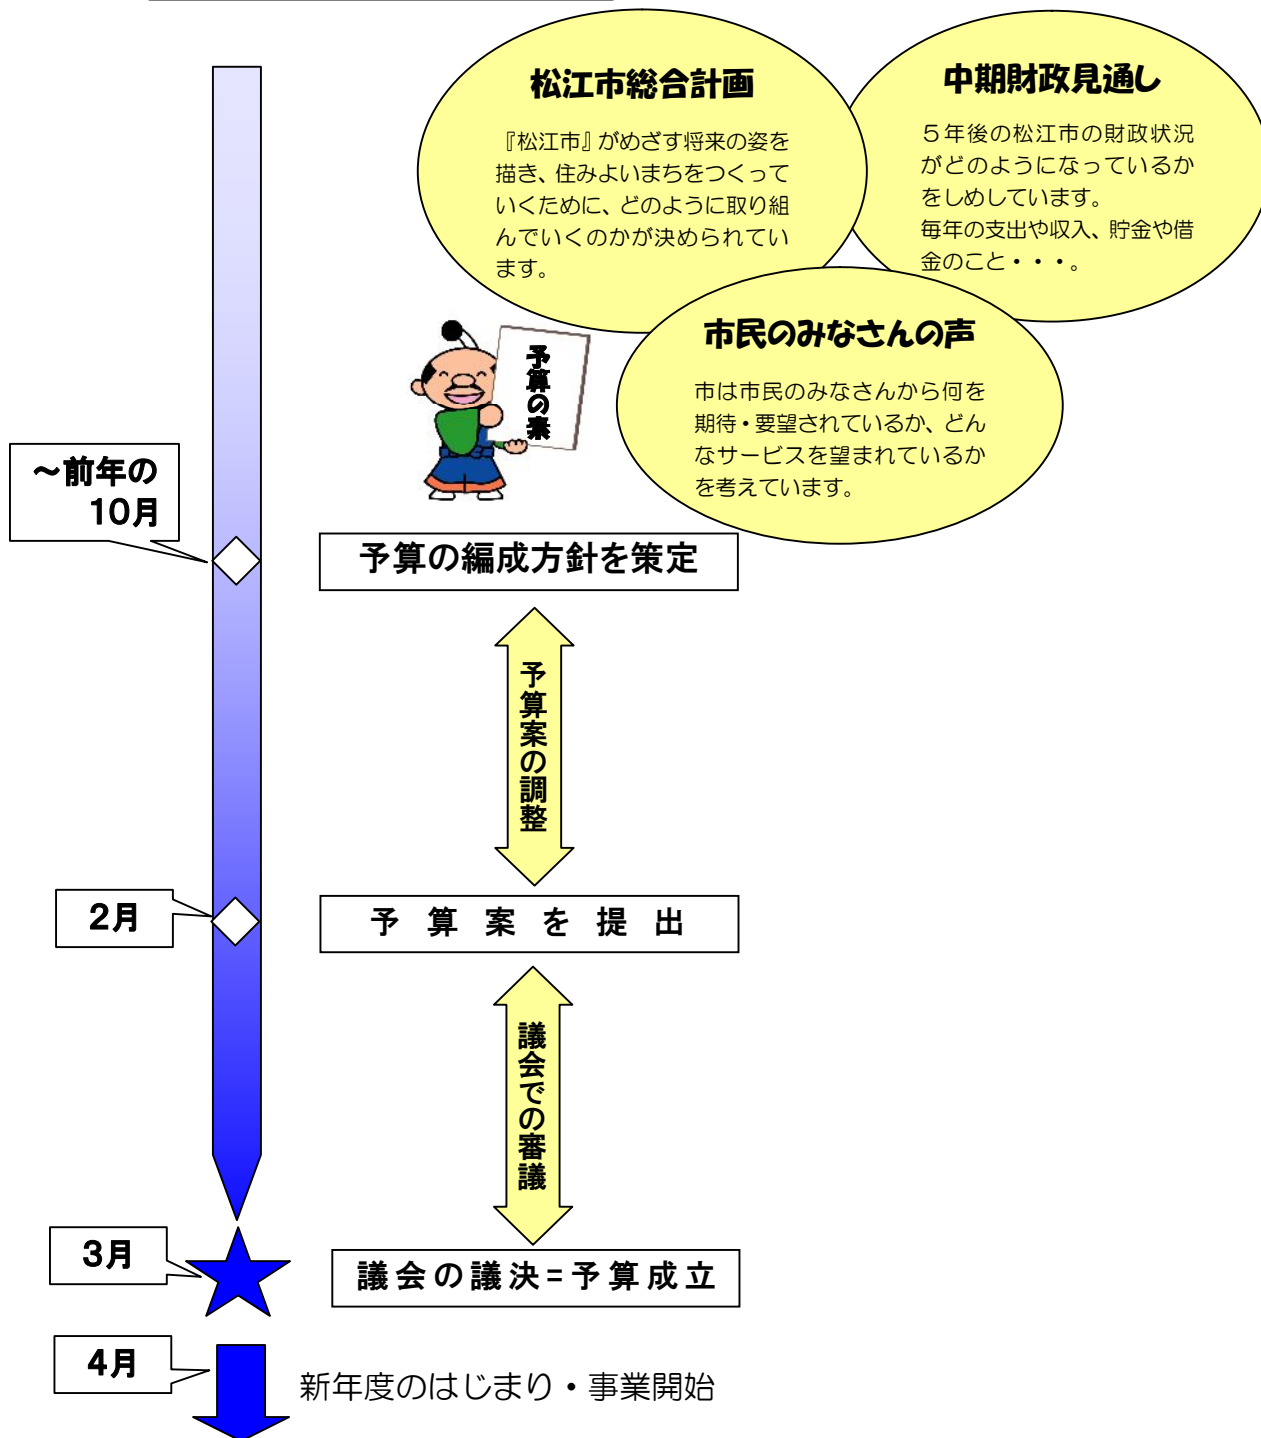 松江市総合計画
『松江市』がめざす将来の姿を
描き、住みよいまちをつくって
いくために、どのように取り組
んでいくのかが決められてい
ます。
中期財政見通し
５年後の松江市の財政状況
がどのようになっているか
をしめしています。
毎年の支出や収入、貯金や借
金のこと・・・。
市民のみなさんの声
市は市民のみなさんから何を
期待・要望されているか、どん
なサービスを望まれているか
を考えています。
予算の素
～前年の
10月
予算の編成方針を策定
予算案の調整
2月
予算案を提出
議会での審議
3月
議会の議決=予算成立
4月
新年度のはじまり・事業開始